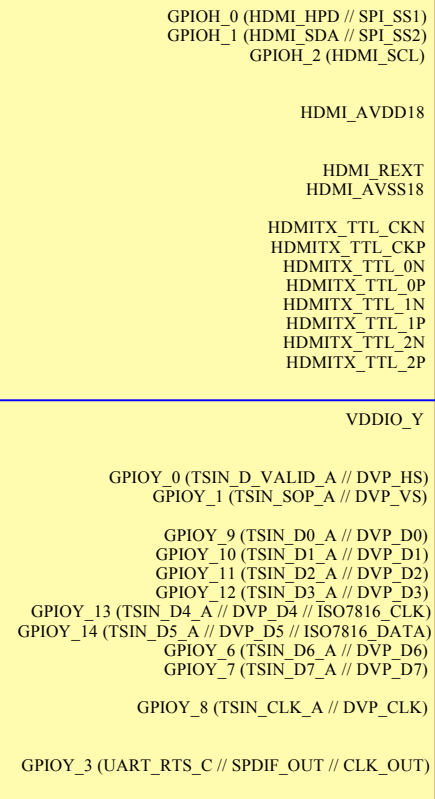 GPIOH_0 (HDMI_HPD // SPI_SS1)
GPIOH_1 (HDMI_SDA // SPI_SS2)
GPIOH_2 (HDMI_SCL)
HDMI_AVDD18
HDMI_REXT
HDMI_AVSS18
HDMITX_TTL_CKN
HDMITX_TTL_CKP
HDMITX_TTL_0N
HDMITX_TTL_0P
HDMITX_TTL_1N
HDMITX_TTL_1P
HDMITX_TTL_2N
HDMITX_TTL_2P
VDDIO_Y
GPIOY_0 (TSIN_D_VALID_A // DVP_HS)
GPIOY_1 (TSIN_SOP_A // DVP_VS)
GPIOY_9 (TSIN_D0_A // DVP_D0)
GPIOY_10 (TSIN_D1_A // DVP_D1)
GPIOY_11 (TSIN_D2_A // DVP_D2)
GPIOY_12 (TSIN_D3_A // DVP_D3)
GPIOY_13 (TSIN_D4_A // DVP_D4 // ISO7816_CLK)
GPIOY_14 (TSIN_D5_A // DVP_D5 // ISO7816_DATA)
GPIOY_6 (TSIN_D6_A // DVP_D6)
GPIOY_7 (TSIN_D7_A // DVP_D7)
GPIOY_8 (TSIN_CLK_A // DVP_CLK)
GPIOY_3 (UART_RTS_C // SPDIF_OUT // CLK_OUT)